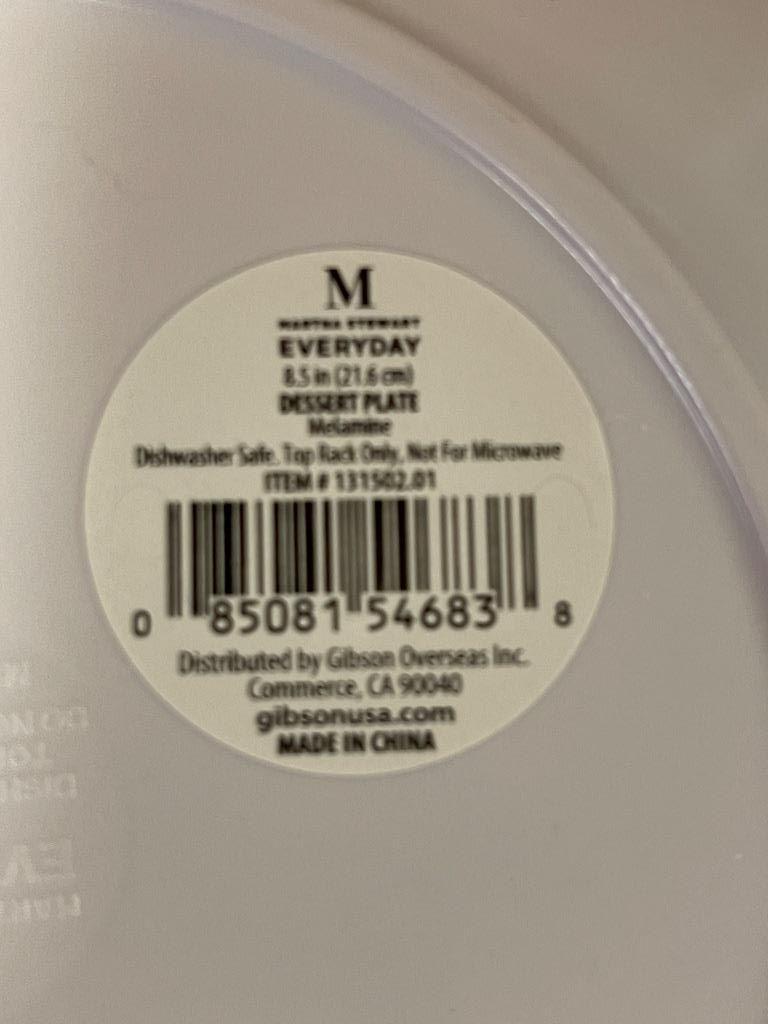 M
MARTHA STEWART
EVERYDAY
8.5 in (21.6 cm)
DESSERT PLATE
Melamine
Dishwasher Safe, Top Rack Only, Not For Microwave
ITEM # 131502.01
0 85081 54683 8
Distributed by Gibson Overseas Inc.
Commerce, CA 90040
gibsonusa.com
MADE IN CHINA